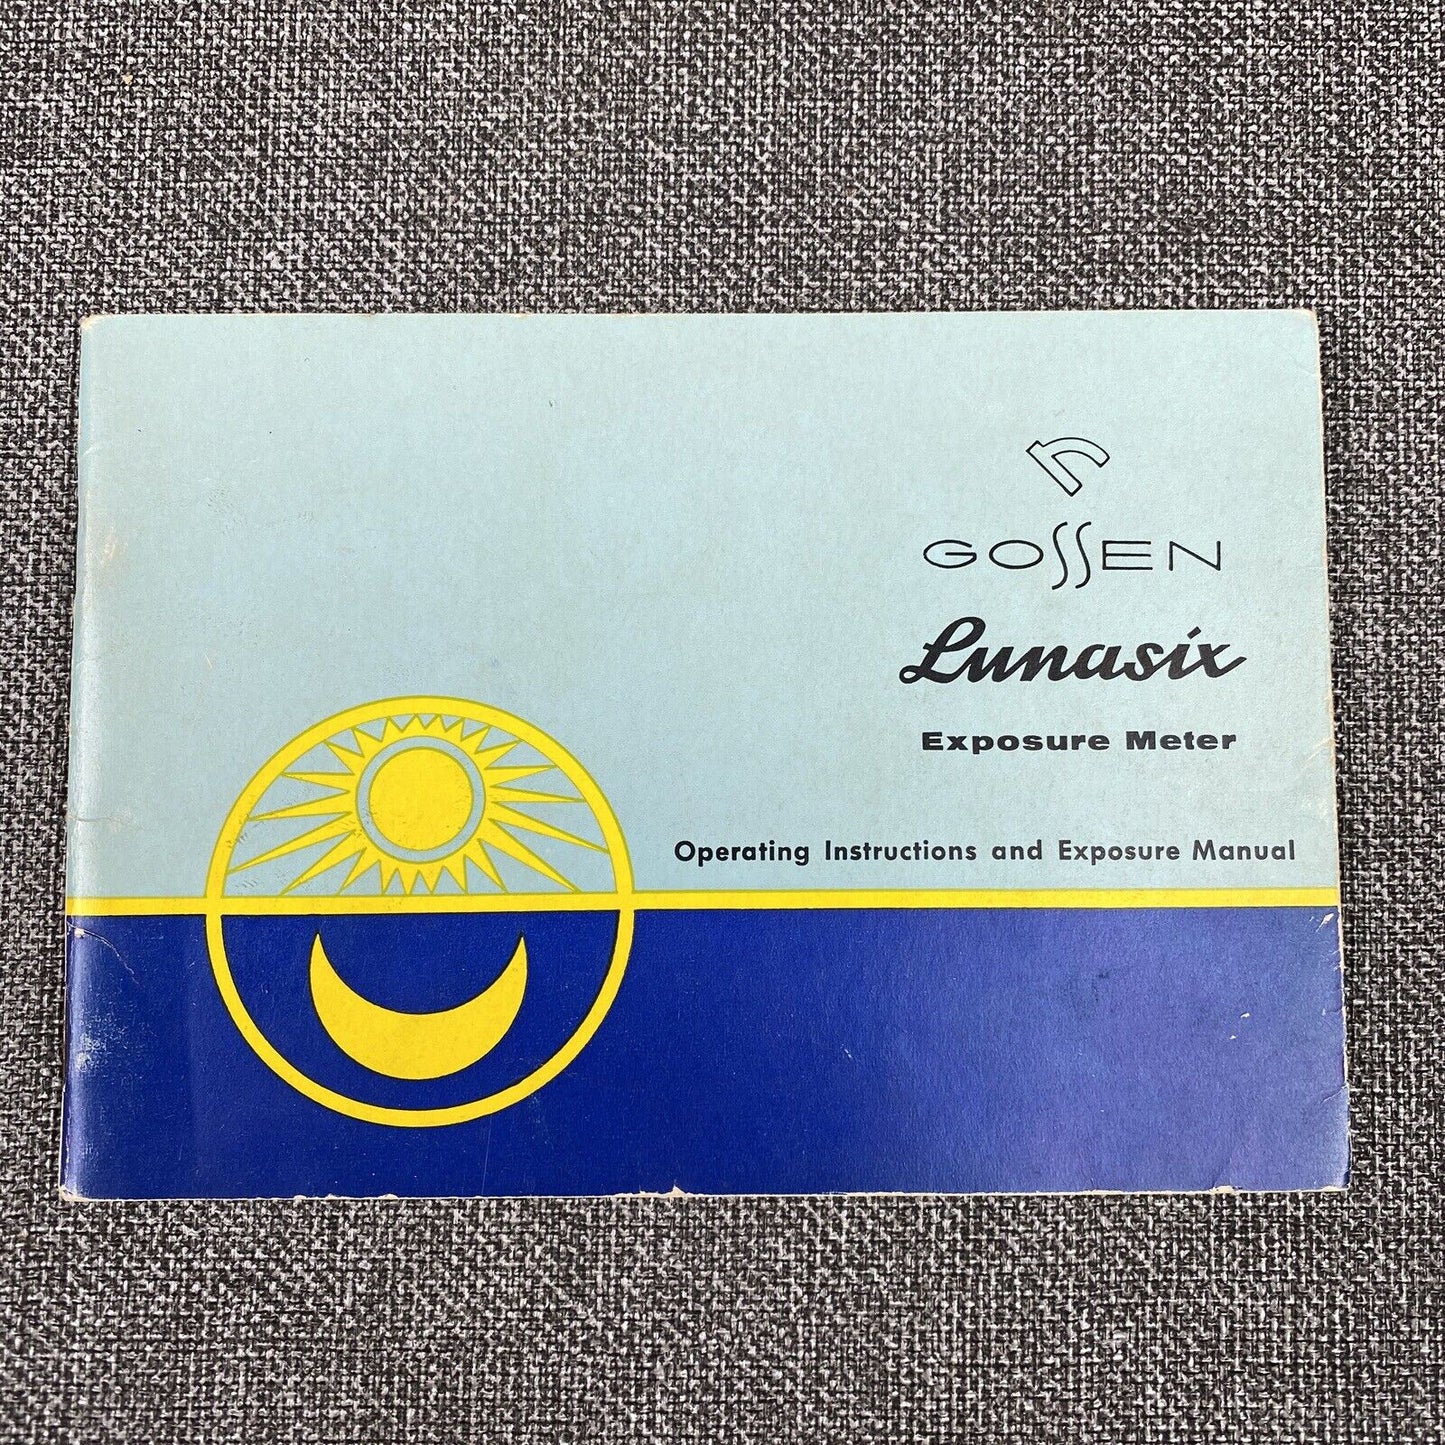 GOSSEN
Lunasix
Exposure Meter
Operating Instructions and Exposure Manual